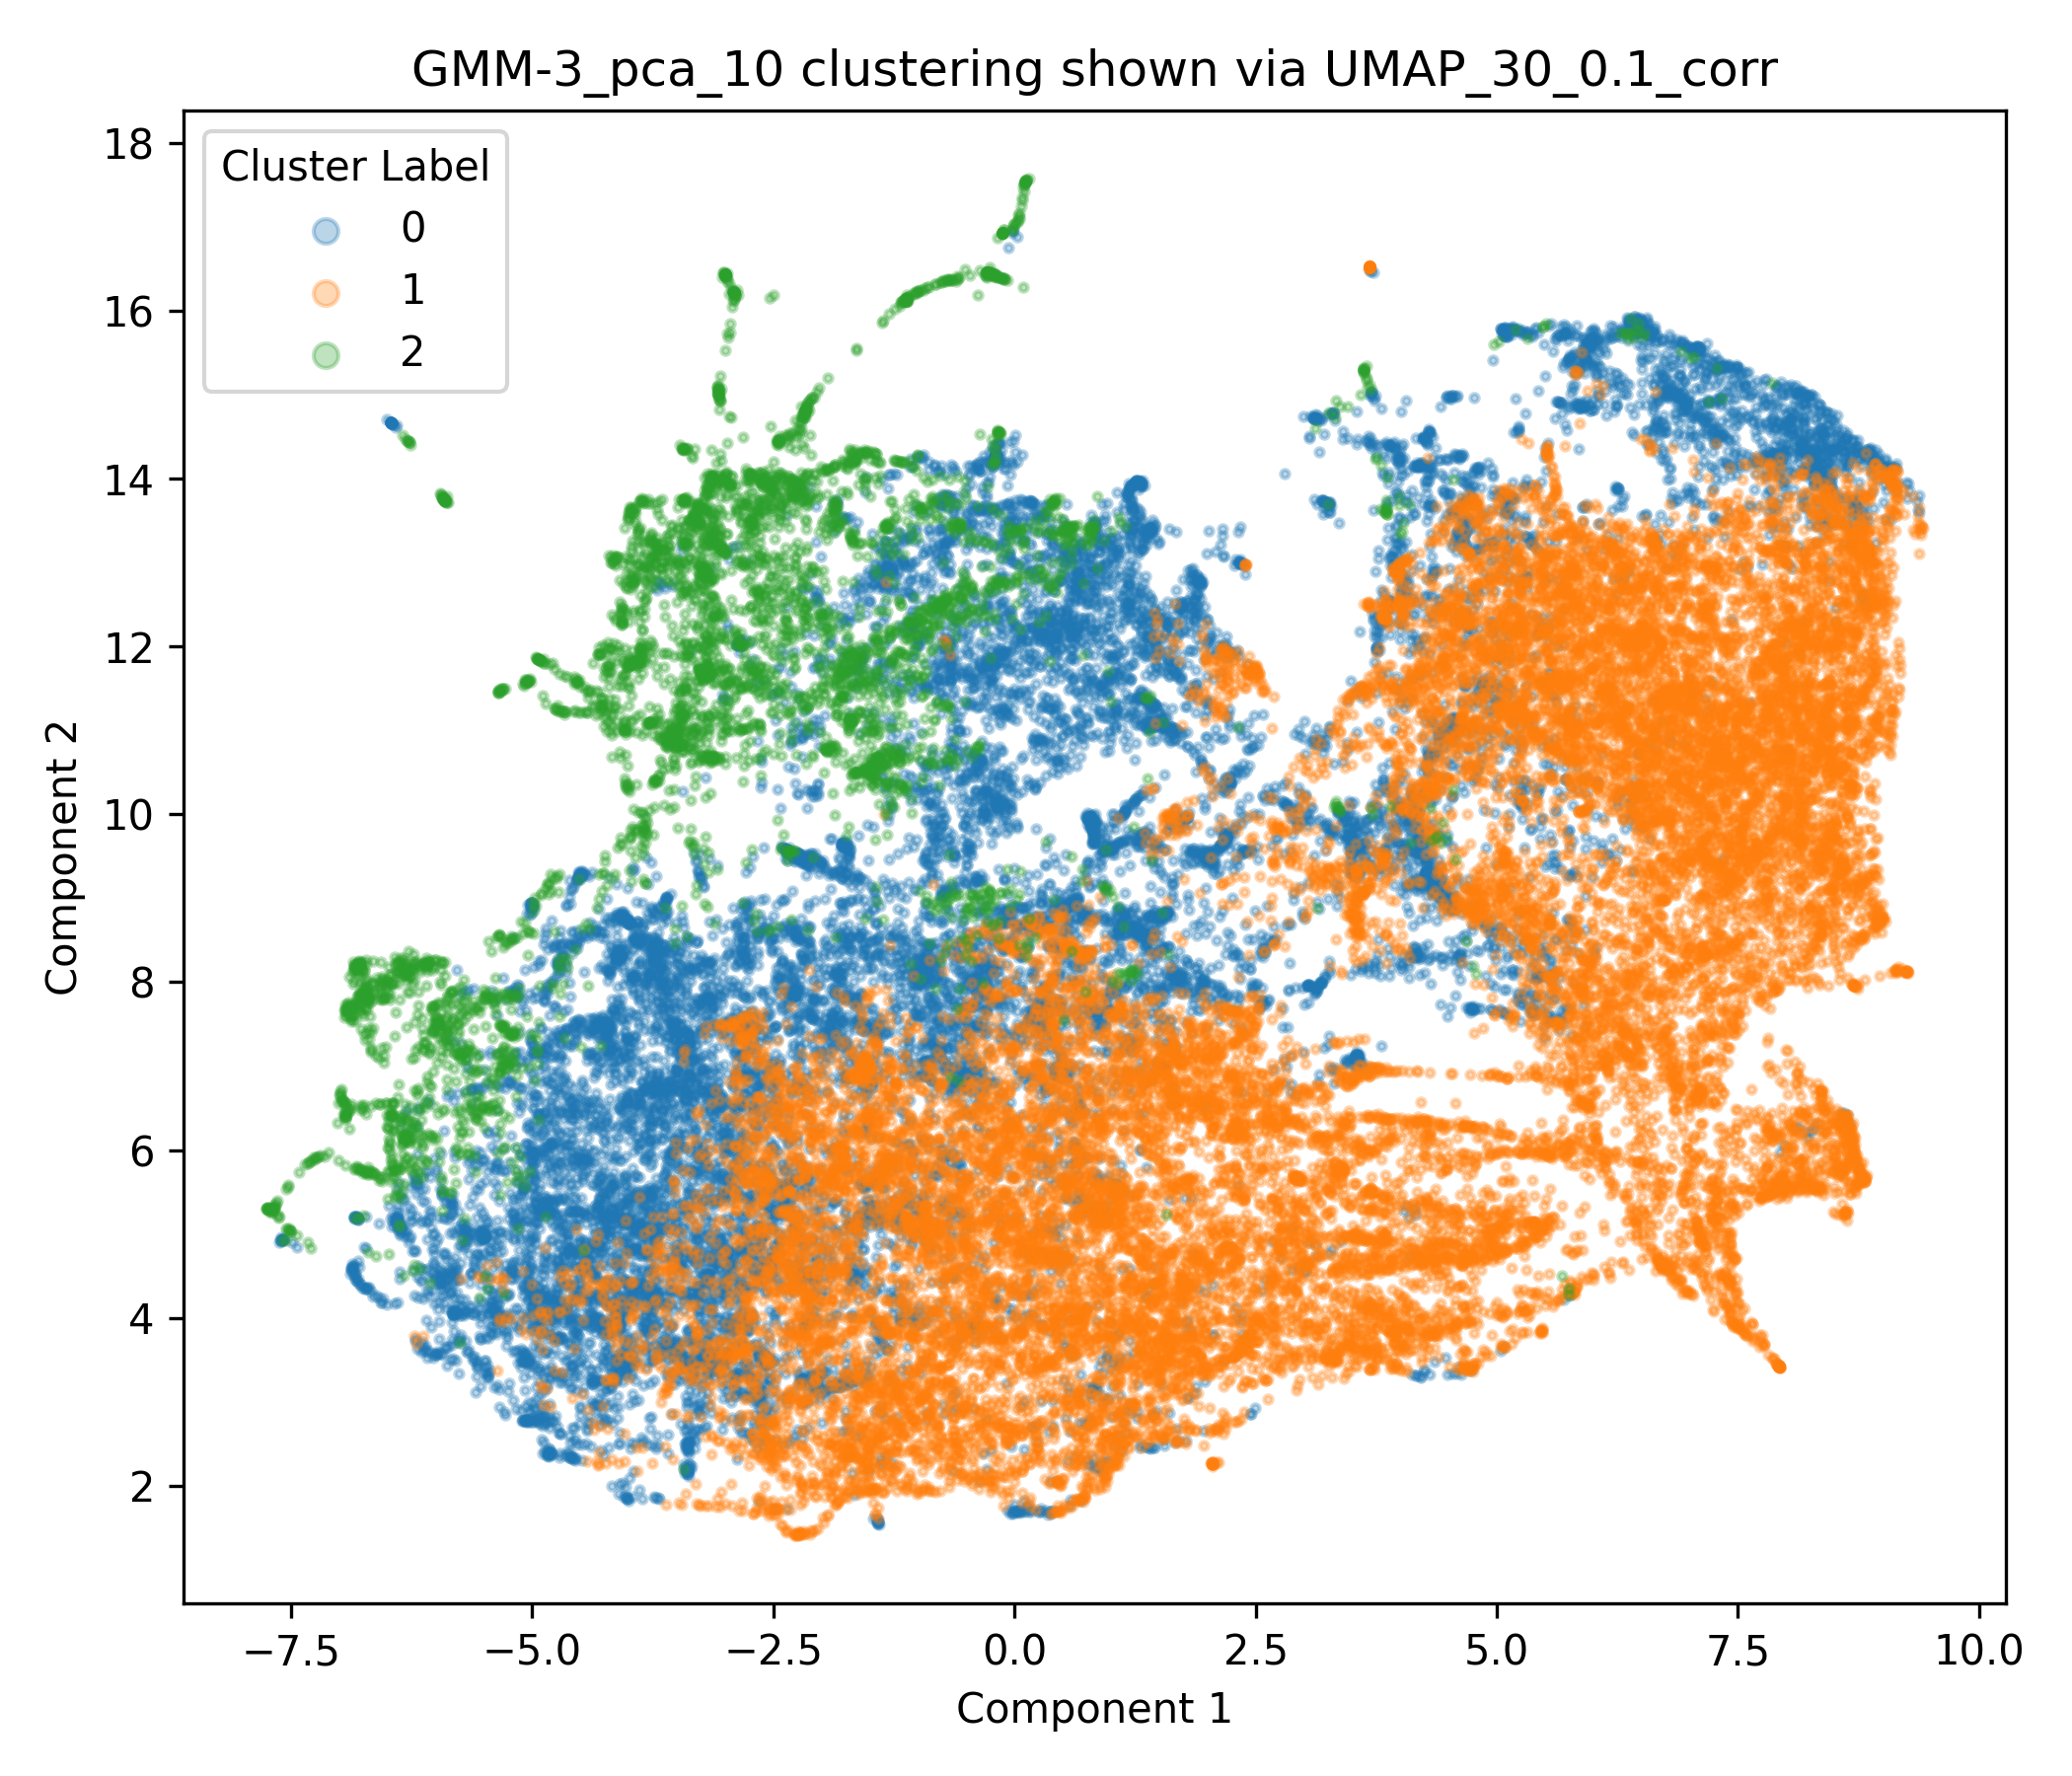 GMM-3_pca_10 clustering shown via UMAP_30_0.1_corr
Cluster Label
0
1
2
18
16
14
12
10
8
6
4
2
Component 2
−7.5 −5.0 −2.5 0.0 2.5 5.0 7.5 10.0
Component 1